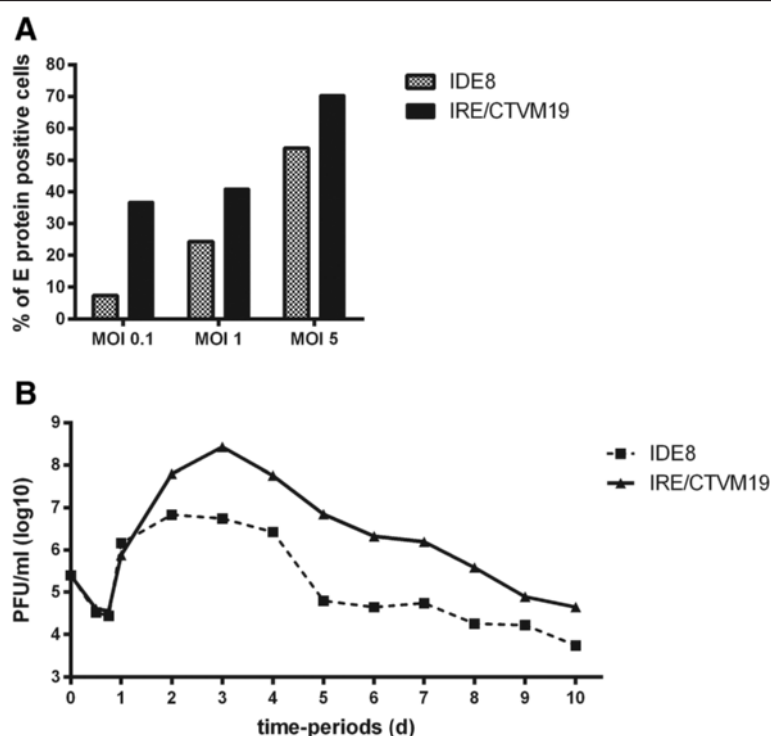 A
% of E protein positive cells
80
70
60
50
40
30
20
10
0
MOI 0.1 MOI 1 MOI 5
IDE8
IRE/CTVM19
B
PFU/ml (log10)
9
8
7
6
5
4
3
0 1 2 3 4 5 6 7 8 9 10
time-periods (d)
IDE8
IRE/CTVM19